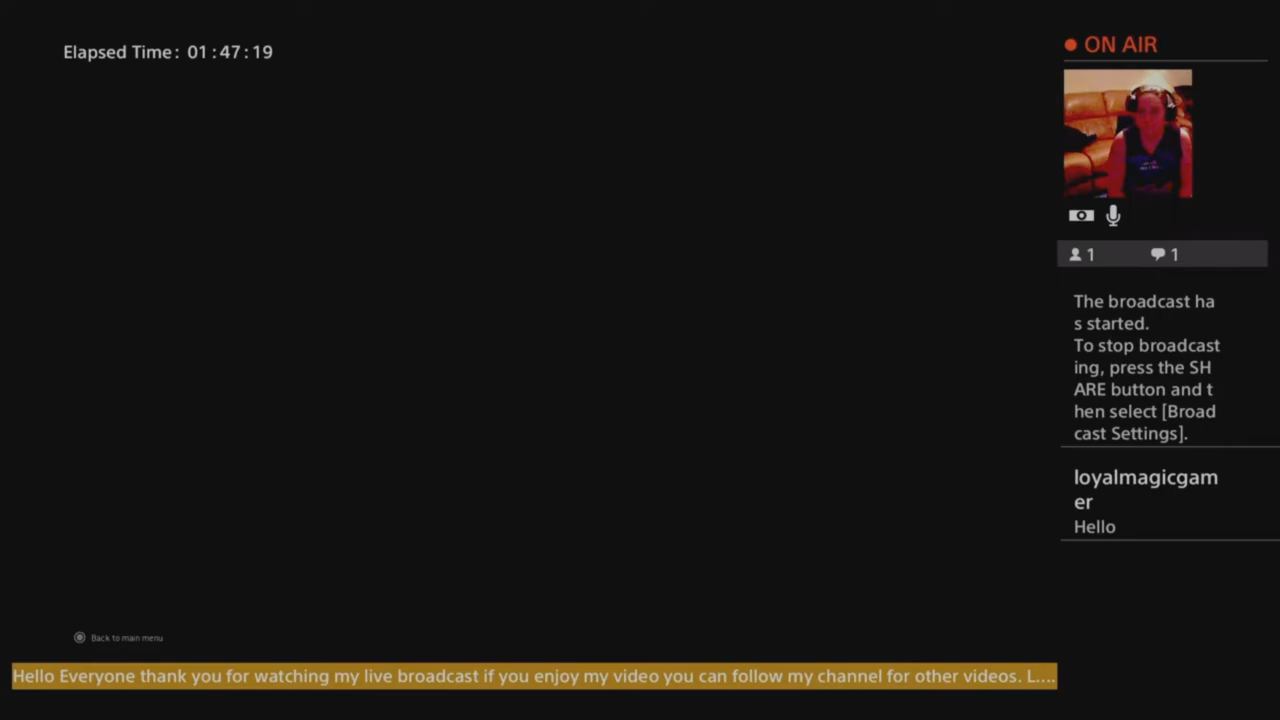 Elapsed Time: 01:47:19
ON AIR
1
1
The broadcast ha
s started.
To stop broadcast
ing, press the SH
ARE button and t
hen select [Broad
cast Settings].
loyalmagicgam
er
Hello
Back to main menu
Hello Everyone thank you for watching my live broadcast if you enjoy my video you can follow my channel for other videos. L....